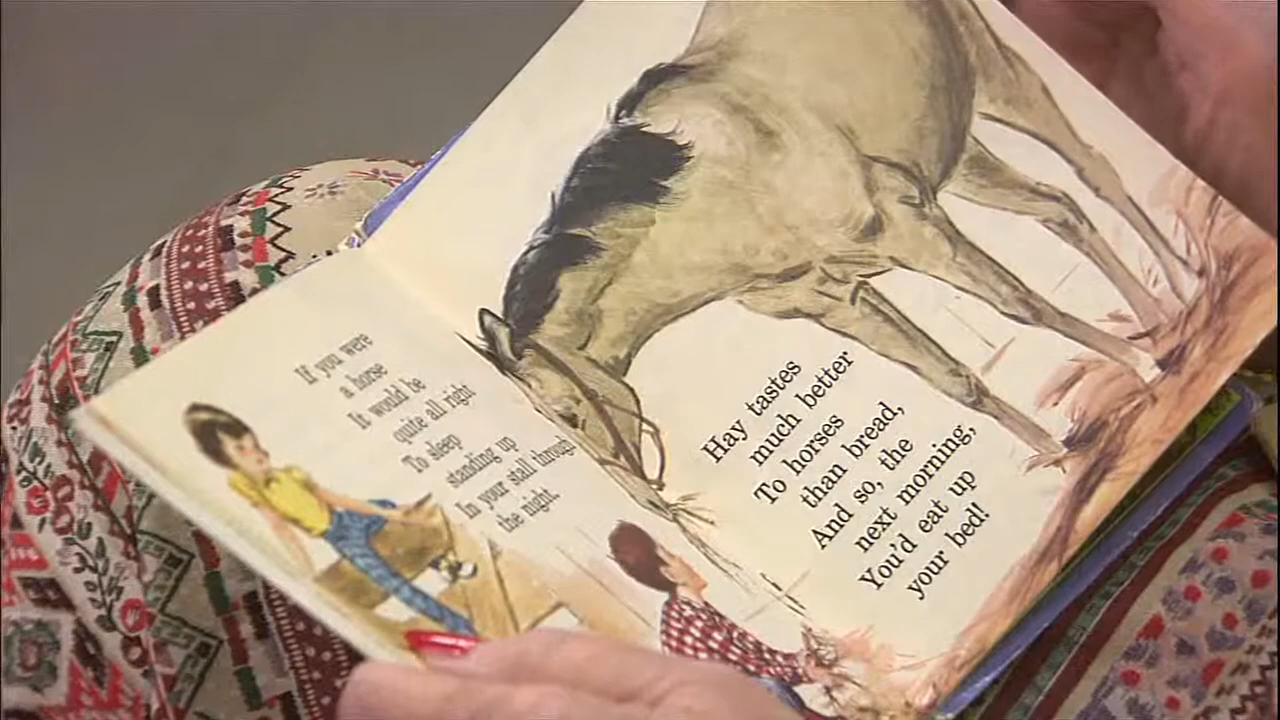 If you were
a horse
It would be
quite all right
To sleep
standing up
In your stall through
the night.
Hay tastes
much better
To horses
than bread,
And so, the
next morning,
You'd eat up
your bed!